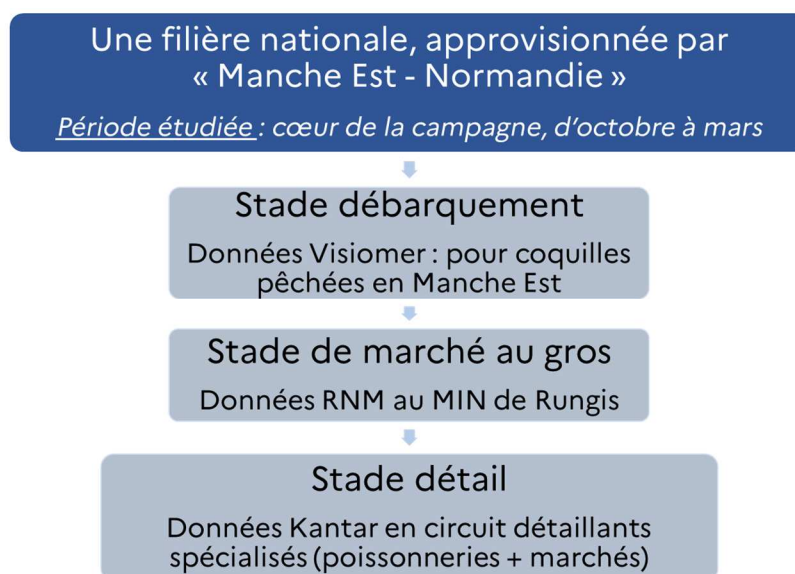 Une filière nationale, approvisionnée par
« Manche Est - Normandie »
Période étudiée : cœur de la campagne, d'octobre à mars
Stade débarquement
Données Visiomer : pour coquilles
pêchées en Manche Est
Stade de marché au gros
Données RNM au MIN de Rungis
Stade détail
Données Kantar en circuit détaillants
spécialisés (poissonneries + marchés)